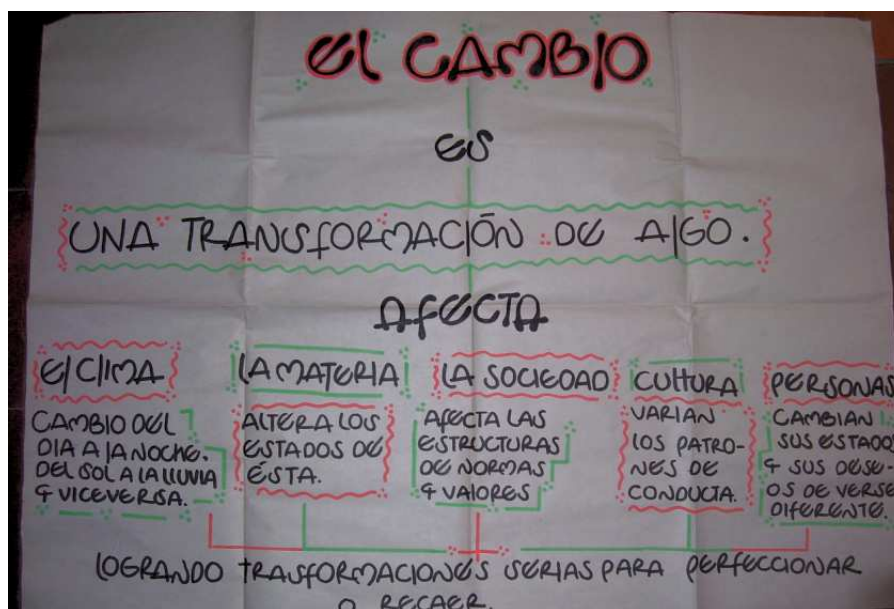 EL CAMBIO
ES
UNA TRANSFORMACIÓN DE ALGO.
AFECTA
El CLIMA
CAMBIO DEL
DIA A LA NOCHE.
DEL SOL A LA LLUVIA
& VICEVERSA.
LA MATERIA
ALTERA LOS
ESTADOS DE
ÉSTA.
LA SOCIEDAD
AFECTA LAS
ESTRUCTURAS
DE NORMAS
& VALORES
CULTURA
VARIAN
LOS PATRO-
NES DE
CONDUCTA.
PERSONAS
CAMBIAN
SUS ESTADOS
& SUS DESE-
OS DE VERSE
DIFERENTE.
LOGRANDO TRASFORMACIONES SERIAS PARA PERFECCIONAR
O RECAER.